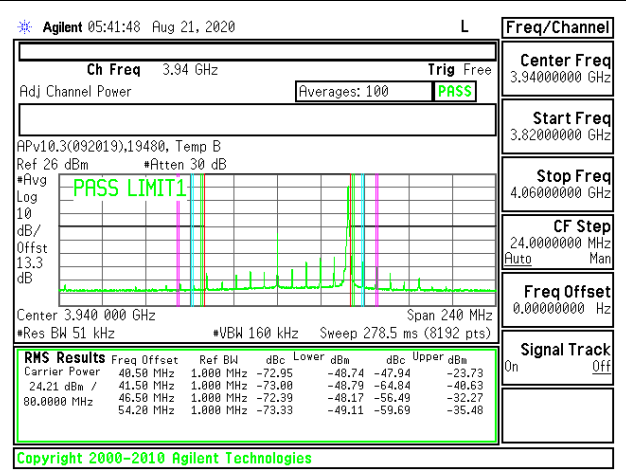 Agilent 05:41:48 Aug 21, 2020 L Freq/Channel
Ch Freq 3.94 GHz Trig Free
Adj Channel Power Averages: 100 PASS
APv10.3(092019),19480, Temp B
Ref 26 dBm #Atten 30 dB
#Avg
Log
10
dB/
Offst
13.3
dB
PASS LIMIT1
Center 3.940 000 GHz Span 240 MHz
#Res BW 51 kHz #VBW 160 kHz Sweep 278.5 ms (8192 pts)
RMS Results Freq Offset Ref BW dBc Lower dBm dBc Upper dBm
Carrier Power 40.50 MHz 1.000 MHz -72.95 -48.74 -47.94 -23.73
24.21 dBm / 41.50 MHz 1.000 MHz -73.00 -48.79 -64.84 -40.63
80.0000 MHz 46.50 MHz 1.000 MHz -72.39 -48.17 -56.49 -32.27
54.20 MHz 1.000 MHz -73.33 -49.11 -59.69 -35.48
Center Freq
3.94000000 GHz
Start Freq
3.82000000 GHz
Stop Freq
4.06000000 GHz
CF Step
24.0000000 MHz
Auto Man
Freq Offset
0.00000000 Hz
Signal Track
On Off
Copyright 2000-2010 Agilent Technologies